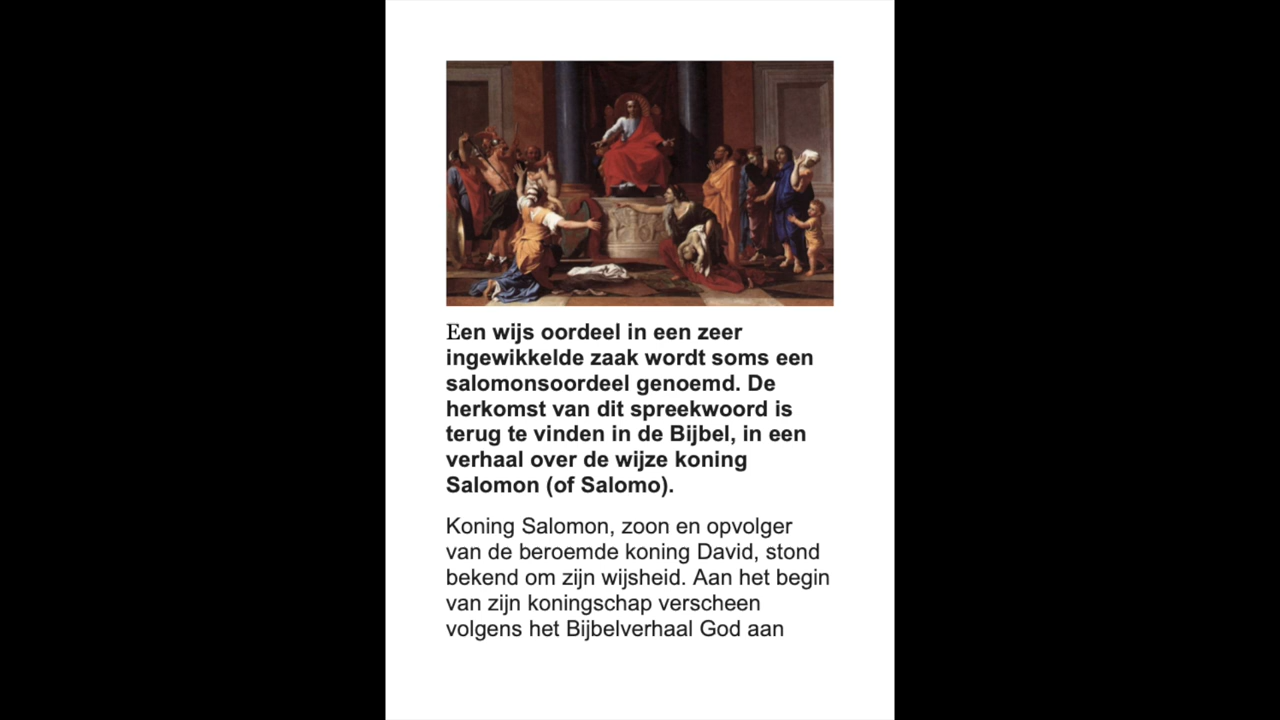 Een wijs oordeel in een zeer
ingewikkelde zaak wordt soms een
salomonsoordeel genoemd. De
herkomst van dit spreekwoord is
terug te vinden in de Bijbel, in een
verhaal over de wijze koning
Salomon (of Salomo).
Koning Salomon, zoon en opvolger
van de beroemde koning David, stond
bekend om zijn wijsheid. Aan het begin
van zijn koningschap verscheen
volgens het Bijbelverhaal God aan